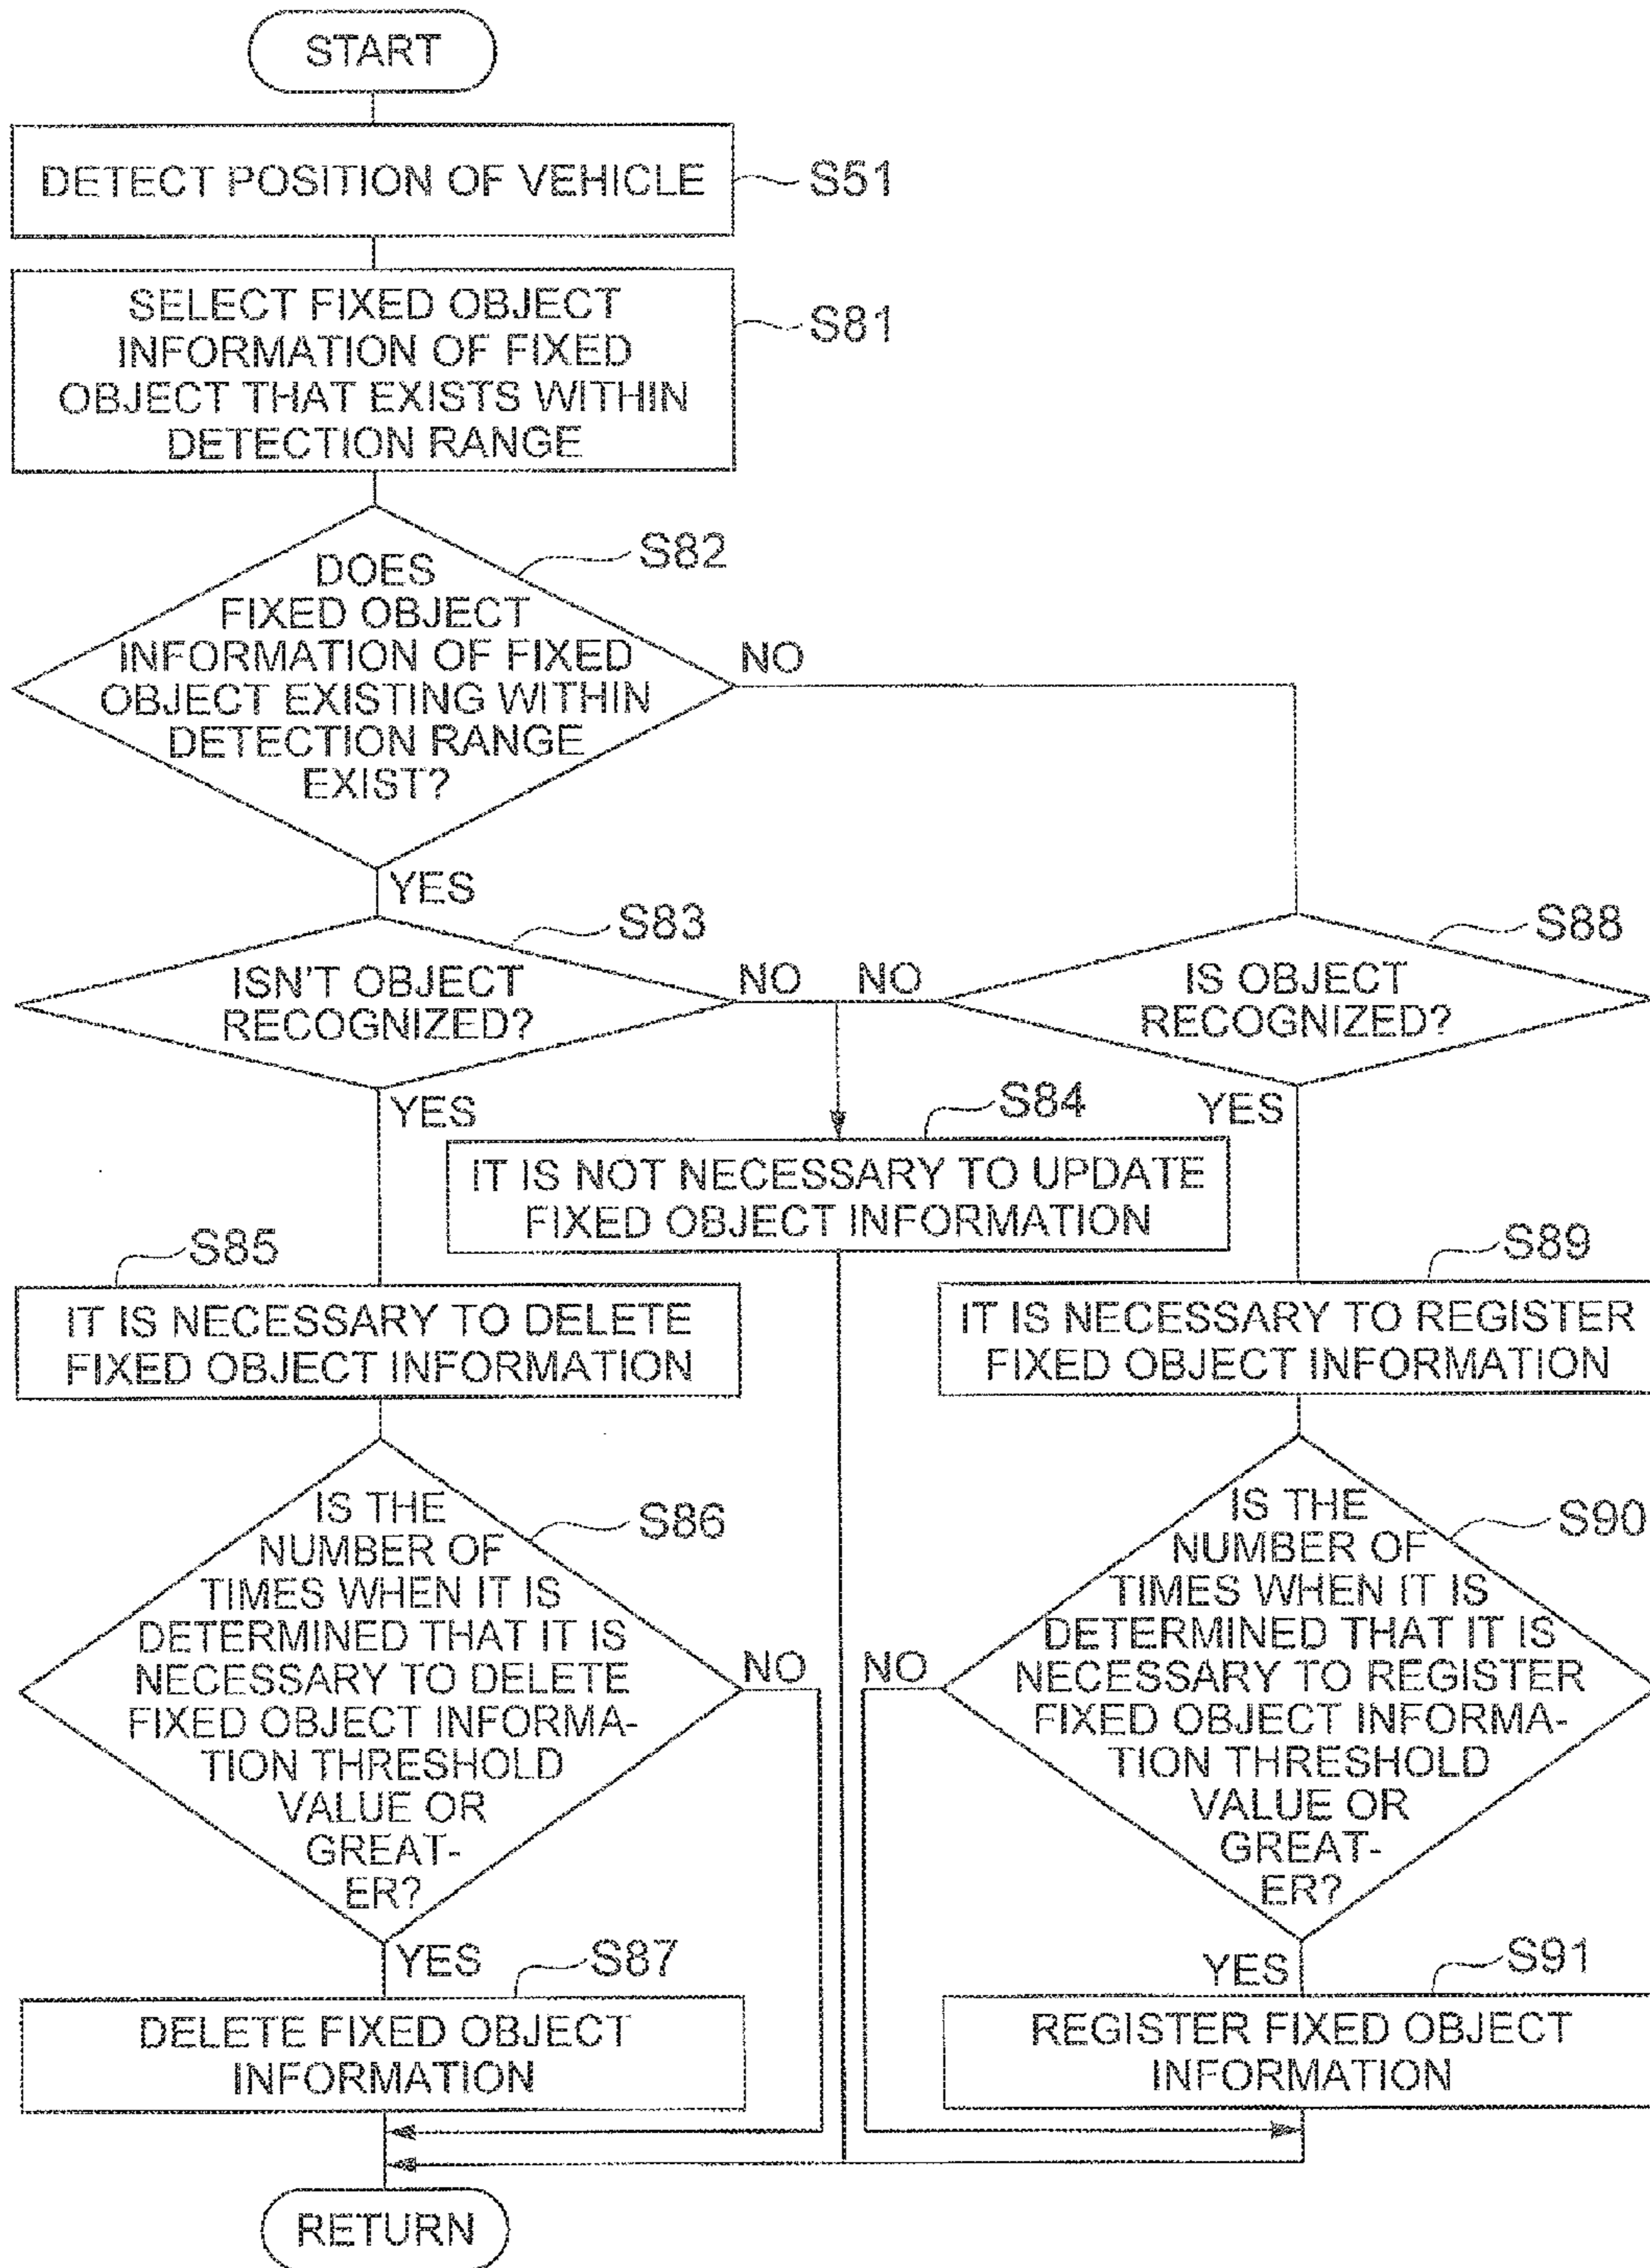 START
DETECT POSITION OF VEHICLE
S51
SELECT FIXED OBJECT
INFORMATION OF FIXED
OBJECT THAT EXISTS WITHIN
DETECTION RANGE
S81
S82
DOES
FIXED OBJECT
INFORMATION OF FIXED
OBJECT EXISTING WITHIN
DETECTION RANGE
EXIST?
NO
YES
S83
ISN'T OBJECT
RECOGNIZED?
NO
NO
S88
IS OBJECT
RECOGNIZED?
YES
YES
S84
IT IS NOT NECESSARY TO UPDATE
FIXED OBJECT INFORMATION
S85
IT IS NECESSARY TO DELETE
FIXED OBJECT INFORMATION
S89
IT IS NECESSARY TO REGISTER
FIXED OBJECT INFORMATION
S86
IS THE
NUMBER OF
TIMES WHEN IT IS
DETERMINED THAT IT IS
NECESSARY TO DELETE
FIXED OBJECT INFORMA-
TION THRESHOLD
VALUE OR
GREAT-
ER?
NO
NO
S90
IS THE
NUMBER OF
TIMES WHEN IT IS
DETERMINED THAT IT IS
NECESSARY TO REGISTER
FIXED OBJECT INFORMA-
TION THRESHOLD
VALUE OR
GREAT-
ER?
YES
S87
DELETE FIXED OBJECT
INFORMATION
YES
S91
REGISTER FIXED OBJECT
INFORMATION
RETURN